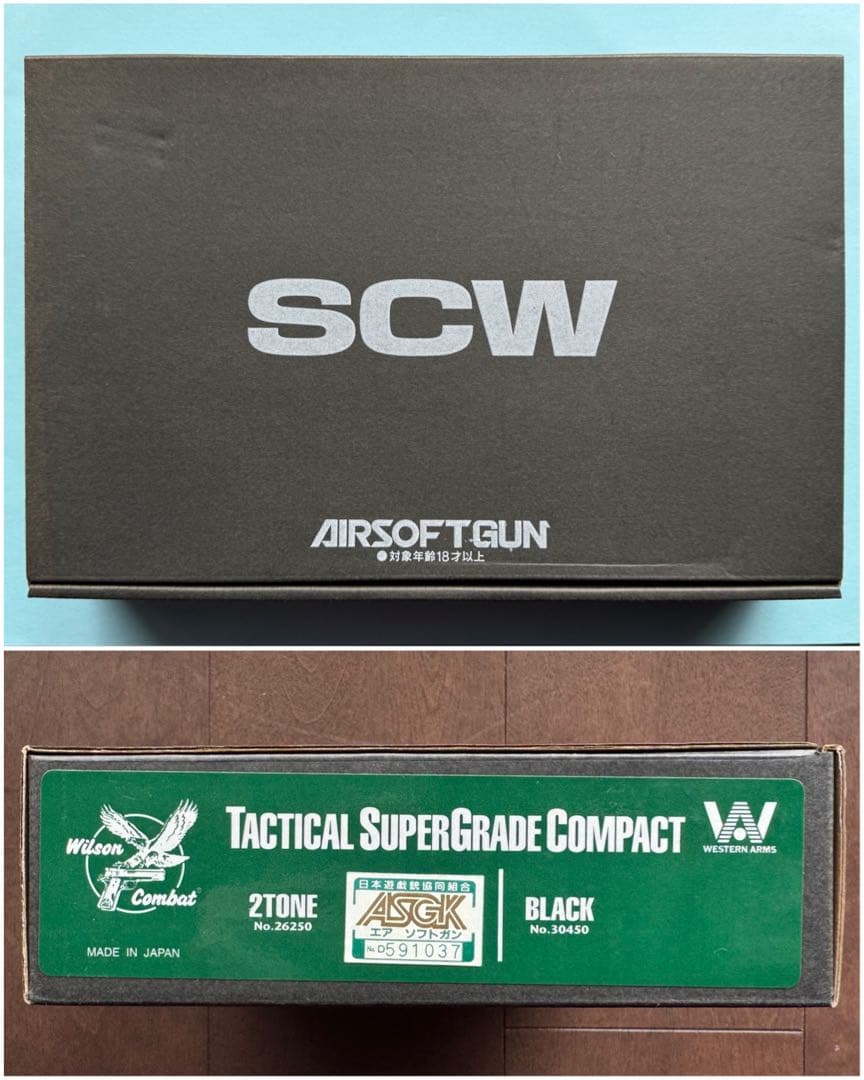 SCW
AIRSOFTGUN
●対象年齢18才以上
Wilson
Combat®
MADE IN JAPAN
TACTICAL SUPERGRADE COMPACT
2TONE
No.26250
日本遊戯銃協同組合
ASGK
エア ソフトガン
No.D591037
BLACK
No.30450
WESTERN ARMS